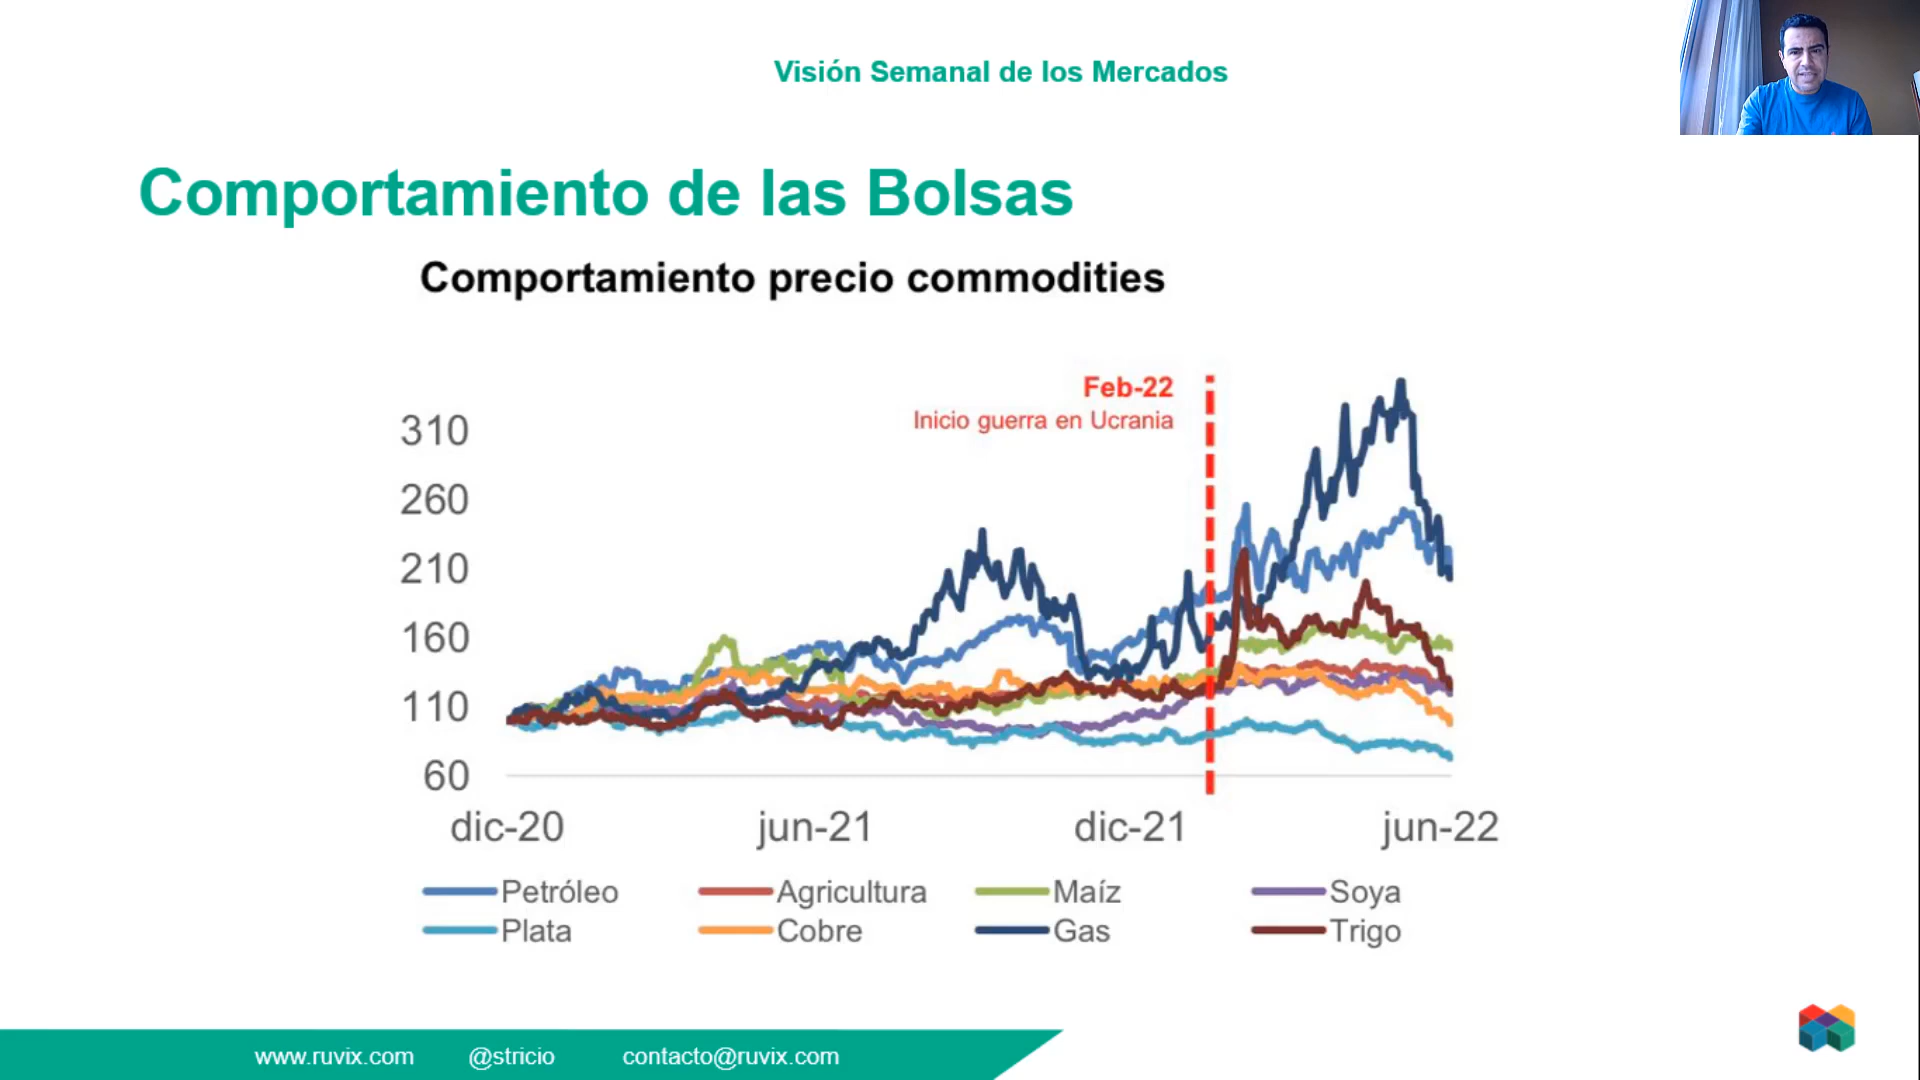 Visión Semanal de los Mercados
Comportamiento de las Bolsas
Comportamiento precio commodities
Feb-22
Inicio guerra en Ucrania
310
260
210
160
110
60
dic-20 jun-21 dic-21 jun-22
Petróleo Agricultura Maíz Soya
Plata Cobre Gas Trigo
www.ruvix.com @stricio contacto@ruvix.com